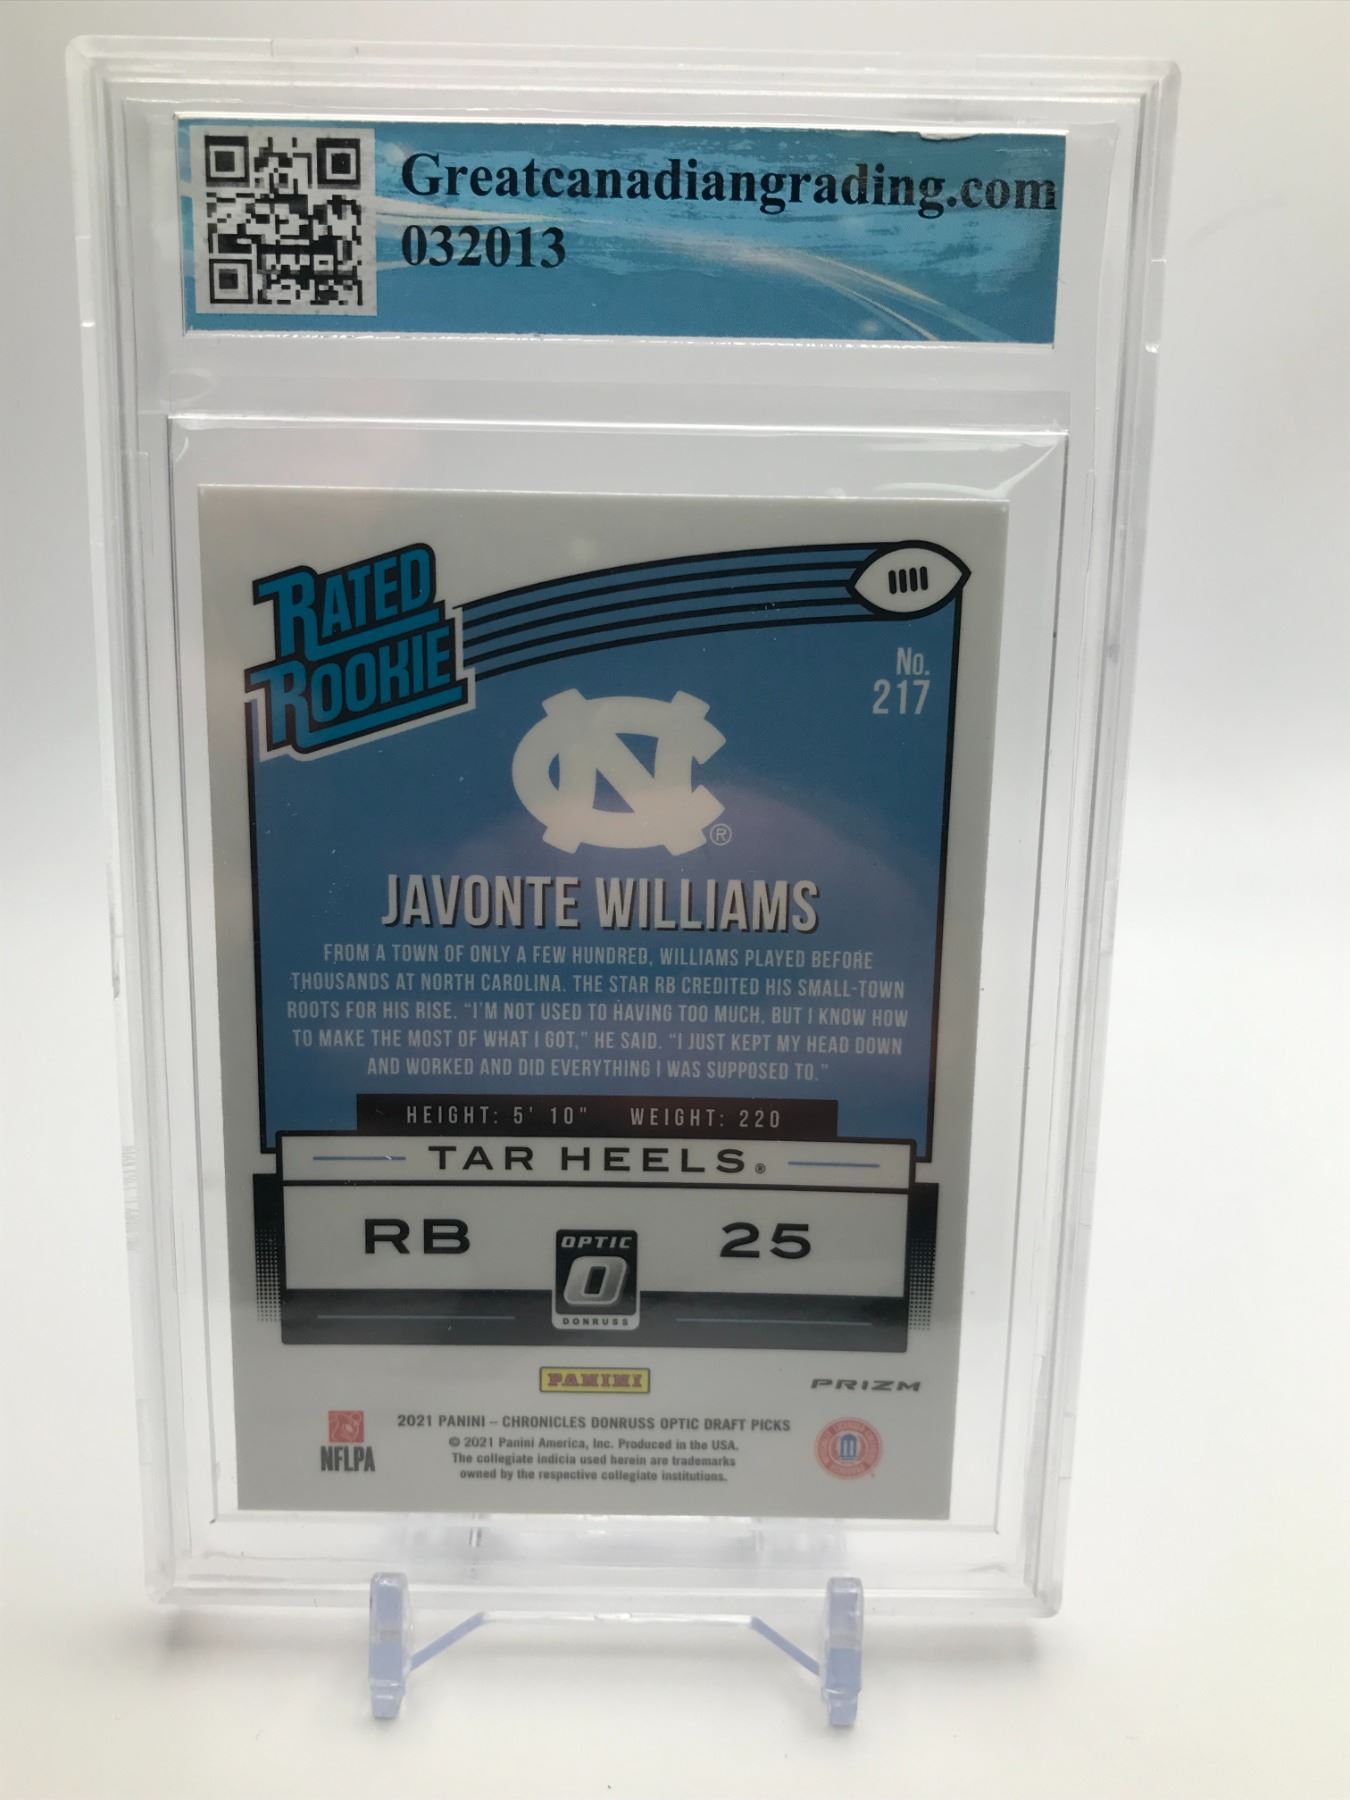 Greatcanadiangrading.com
032013
RATED
ROOKIE
No.
217
NC
®
JAVONTE WILLIAMS
FROM A TOWN OF ONLY A FEW HUNDRED, WILLIAMS PLAYED BEFORE
THOUSANDS AT NORTH CAROLINA. THE STAR RB CREDITED HIS SMALL-TOWN
ROOTS FOR HIS RISE. "I'M NOT USED TO HAVING TOO MUCH, BUT I KNOW HOW
TO MAKE THE MOST OF WHAT I GOT," HE SAID. "I JUST KEPT MY HEAD DOWN
AND WORKED AND DID EVERYTHING I WAS SUPPOSED TO."
HEIGHT: 5' 10" WEIGHT: 220
TAR HEELS®
RB 25
OPTIC
O
DONRUSS
PANINI
PRIZM
2021 PANINI – CHRONICLES DONRUSS OPTIC DRAFT PICKS
© 2021 Panini America, Inc. Produced in the USA.
The collegiate indicia used herein are trademarks
owned by the respective collegiate institutions.
NFLPA